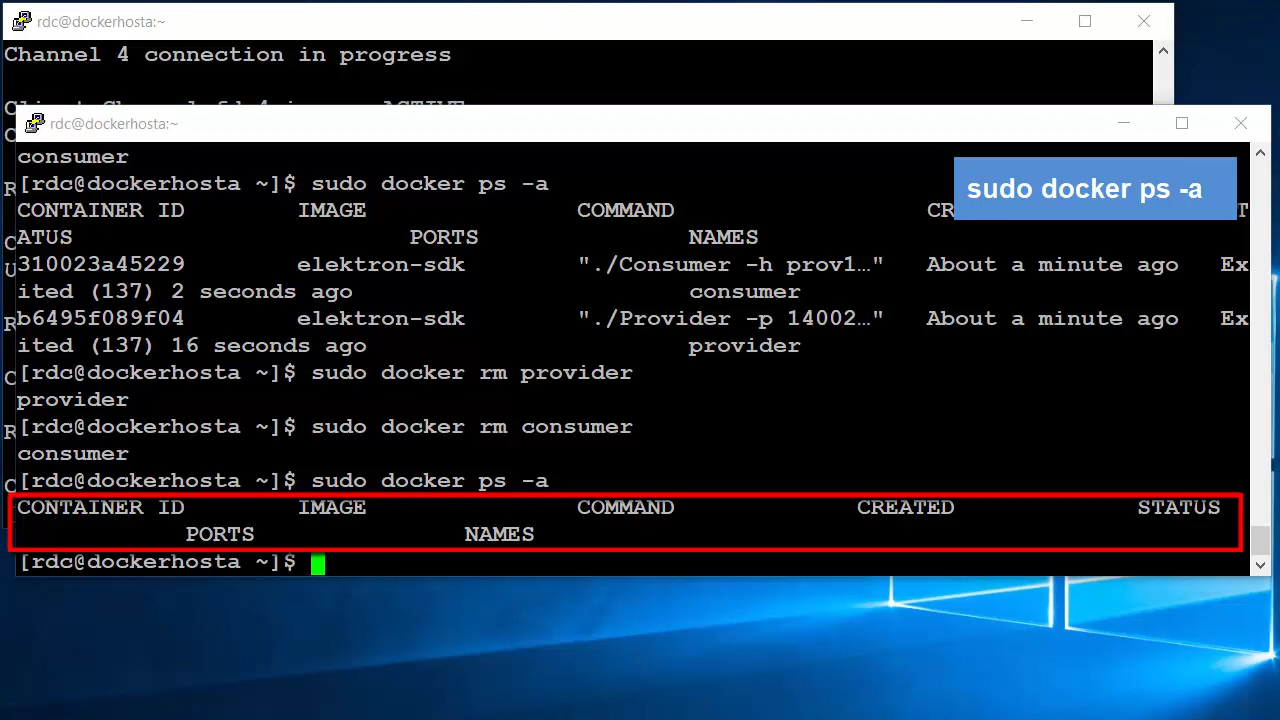 rdc@dockerhosta:~
Channel 4 connection in progress
rdc@dockerhosta:~
consumer
[rdc@dockerhosta ~]$ sudo docker ps -a
sudo docker ps -a
CONTAINER ID        IMAGE               COMMAND                  CR                  T
ATUS                        PORTS               NAMES
310023a45229        elektron-sdk        "./Consumer -h prov1…"   About a minute ago   Ex
ited (137) 2 seconds ago                        consumer
b6495f089f04        elektron-sdk        "./Provider -p 14002…"   About a minute ago   Ex
ited (137) 16 seconds ago                       provider
[rdc@dockerhosta ~]$ sudo docker rm provider
provider
[rdc@dockerhosta ~]$ sudo docker rm consumer
consumer
[rdc@dockerhosta ~]$ sudo docker ps -a
CONTAINER ID        IMAGE               COMMAND             CREATED             STATUS
            PORTS               NAMES
[rdc@dockerhosta ~]$